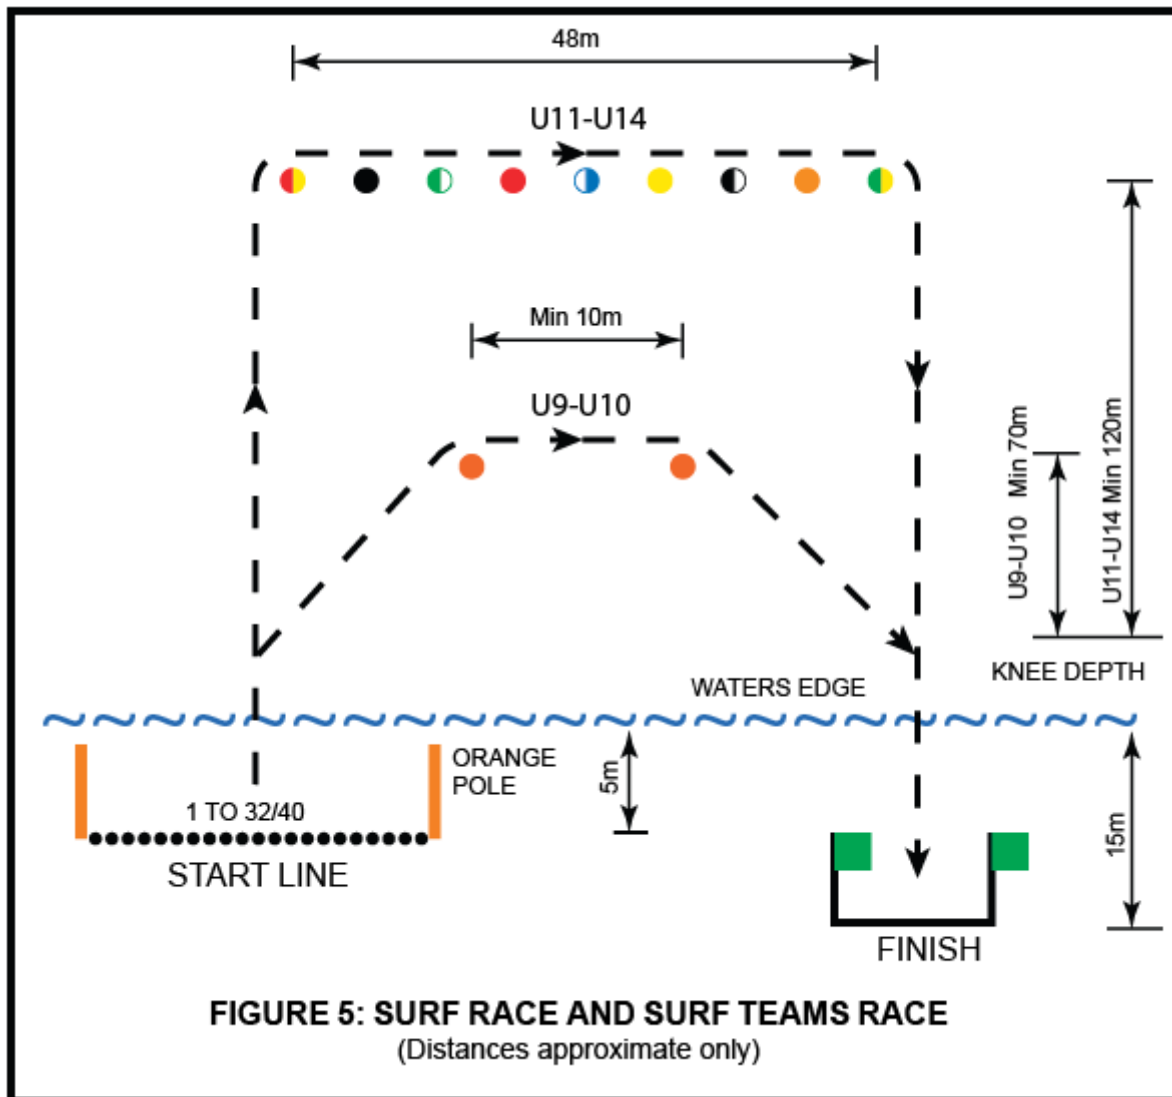 48m
U11-U14
Min 10m
U9-U10
U9-U10 Min 70m
U11-U14 Min 120m
KNEE DEPTH
WATERS EDGE
ORANGE
POLE
5m
15m
1 TO 32/40
START LINE
FINISH
FIGURE 5: SURF RACE AND SURF TEAMS RACE
(Distances approximate only)